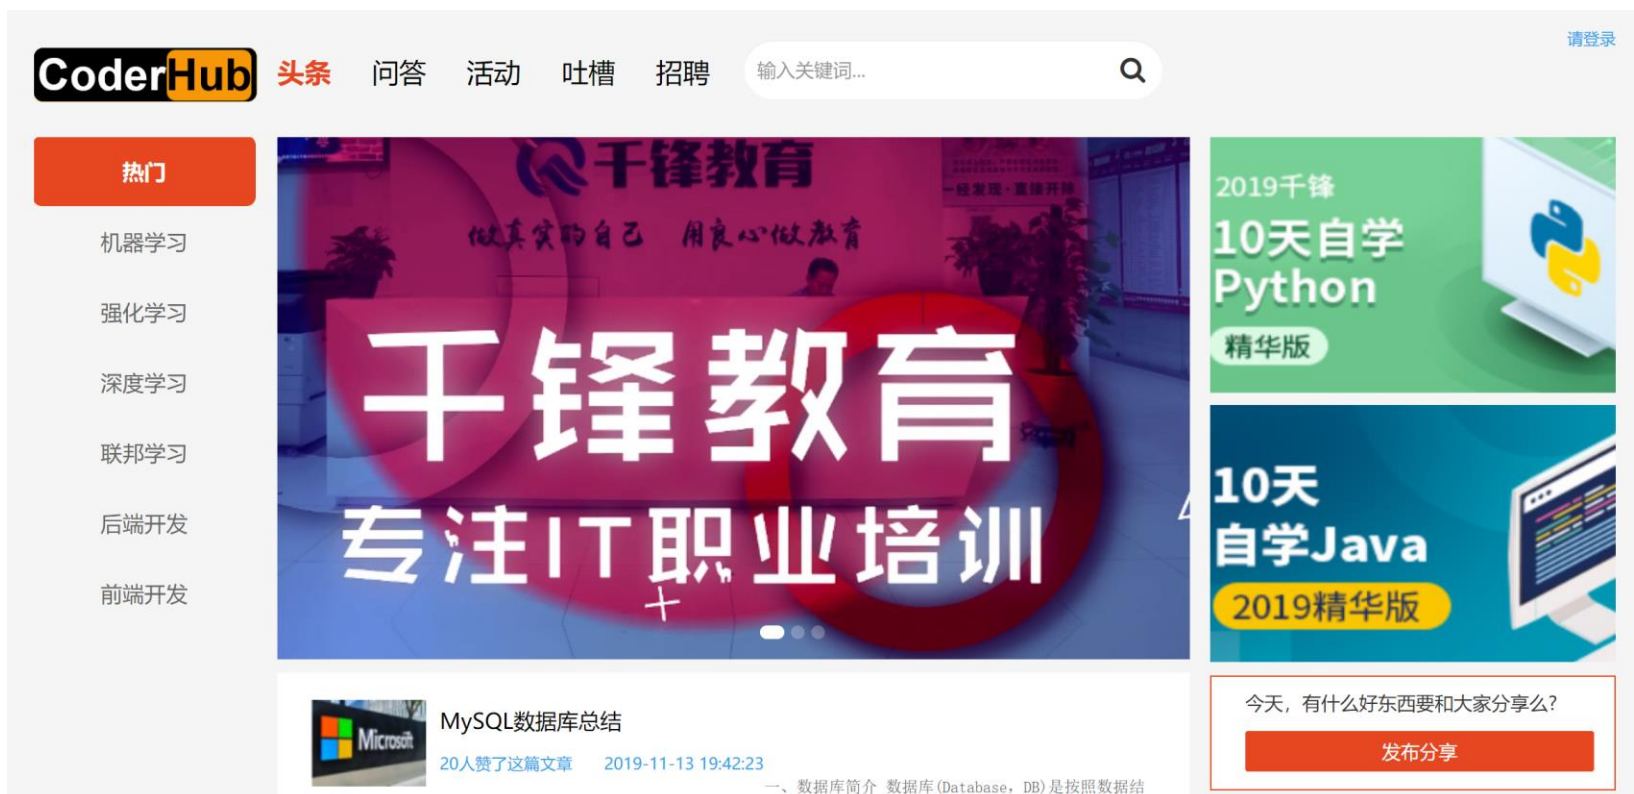 请登录
CoderHub 头条 问答 活动 吐槽 招聘 输入关键词...
热门
机器学习
强化学习
深度学习
联邦学习
后端开发
前端开发
千锋教育
做真实的自己 用良心做教育
一经发现·直接开除
千锋教育
专注IT职业培训
2019千锋
10天自学
Python
精华版
10天
自学Java
2019精华版
Microsoft
MySQL数据库总结
20人赞了这篇文章 2019-11-13 19:42:23
一、数据库简介 数据库(Database, DB)是按照数据结
今天，有什么好东西要和大家分享么?
发布分享